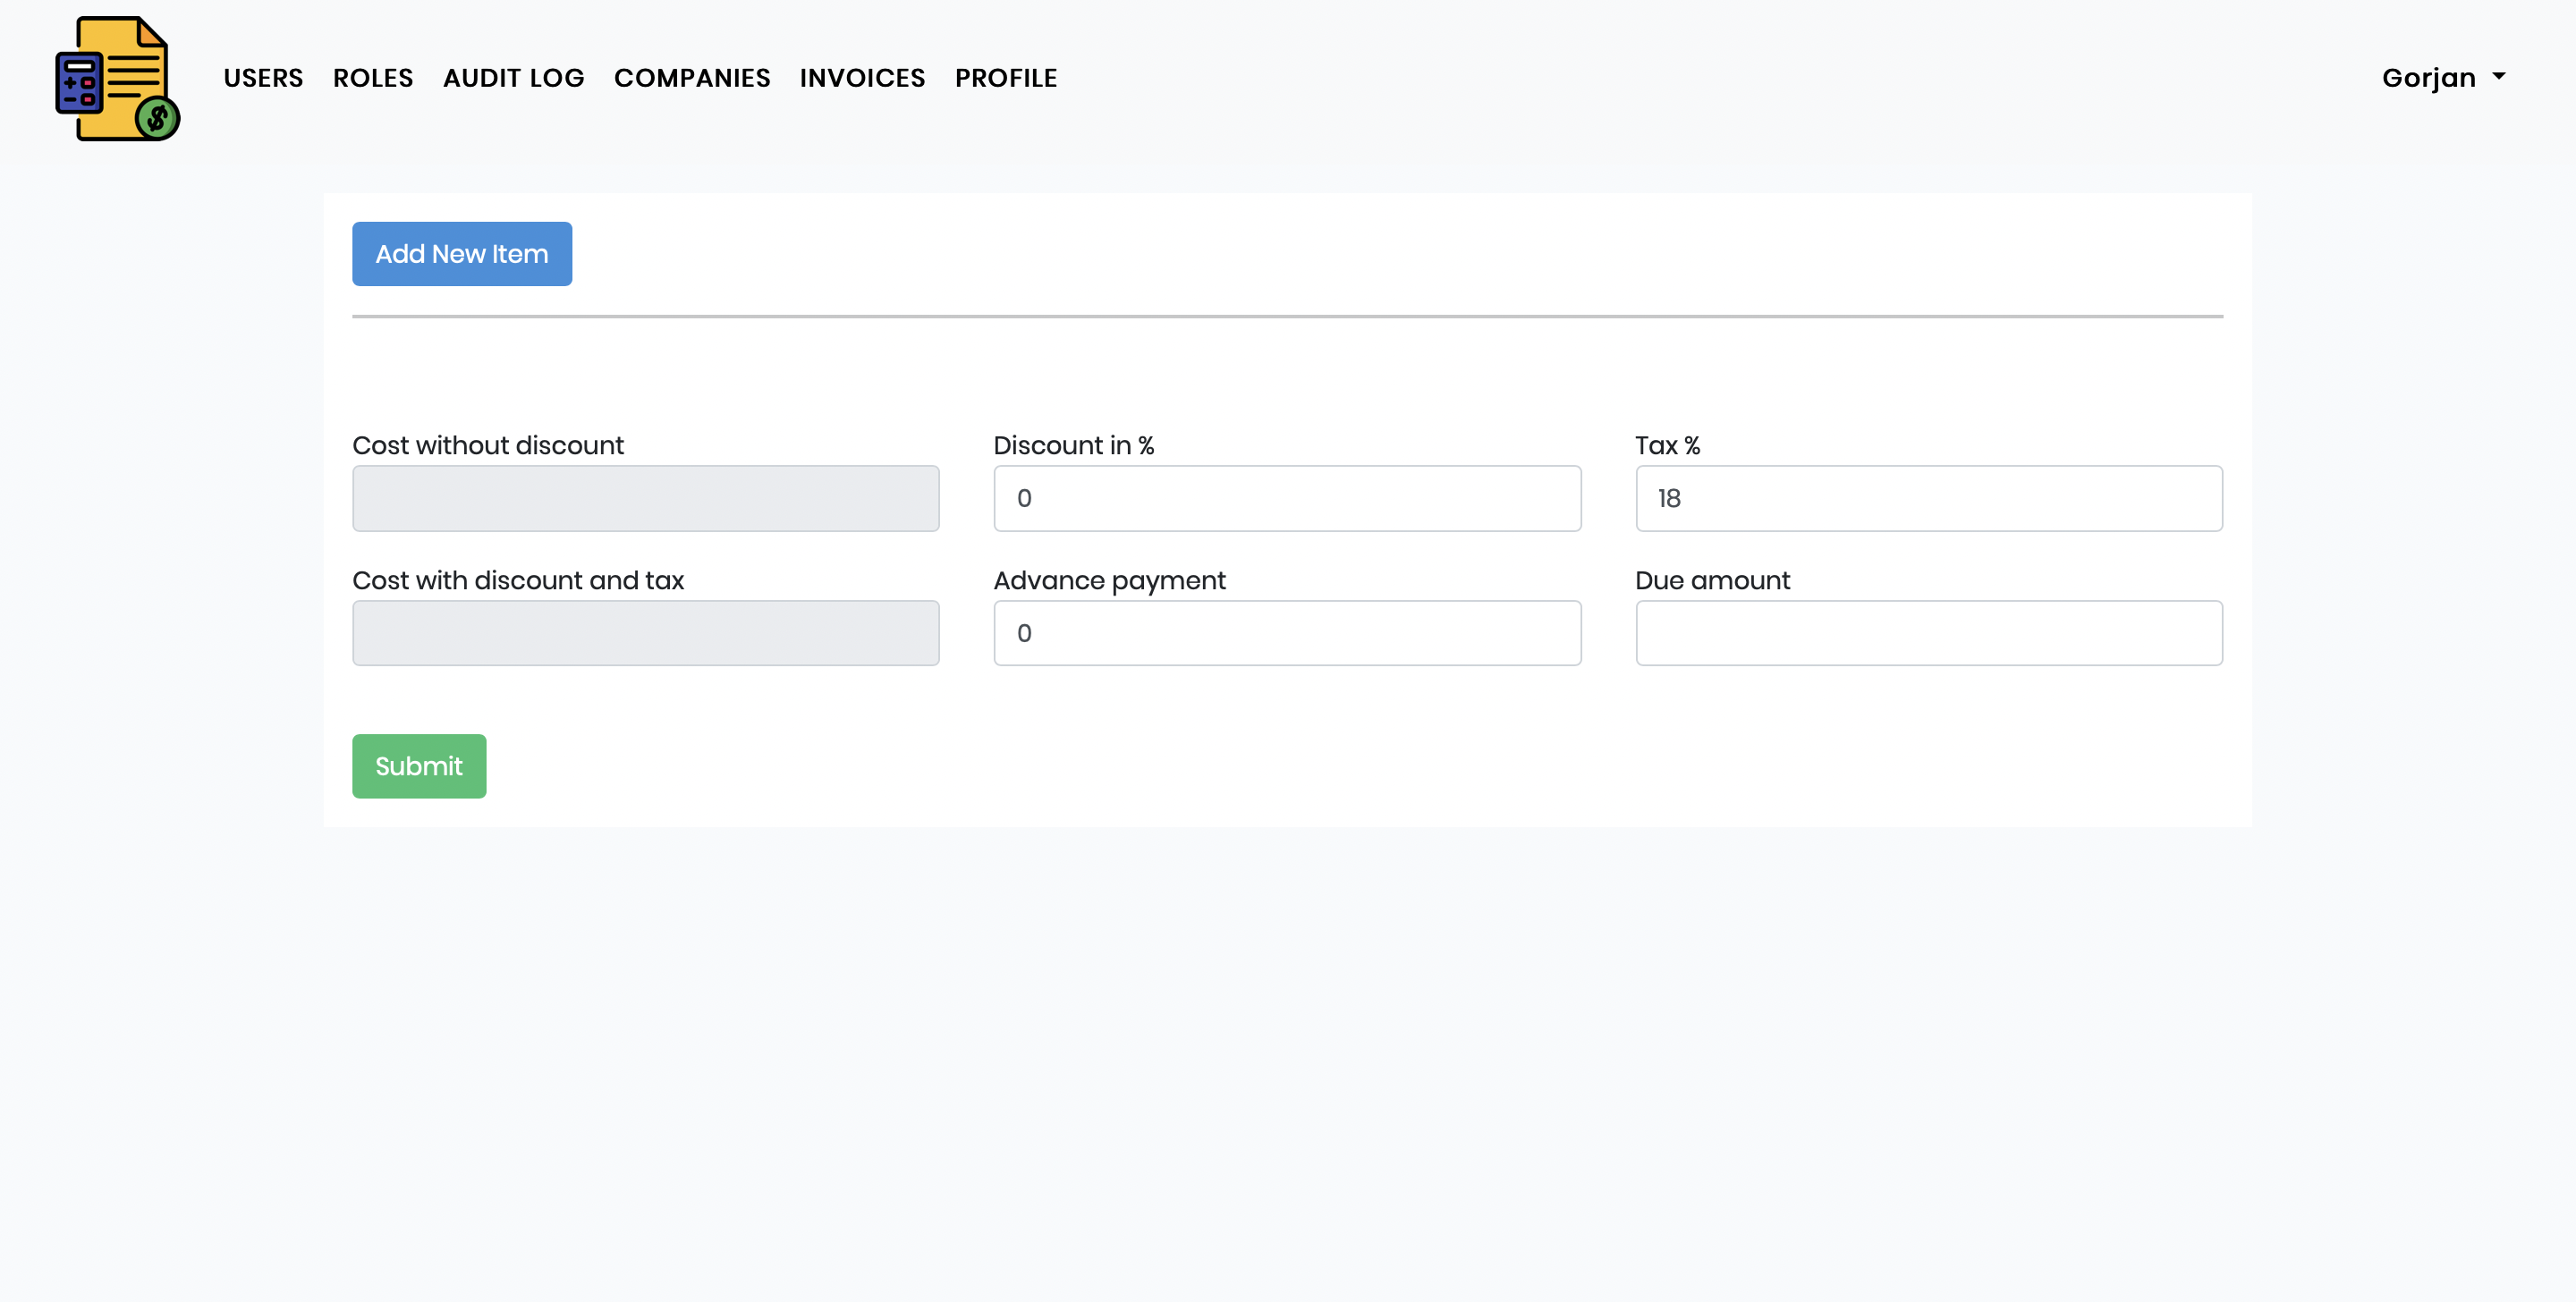 USERS ROLES AUDIT LOG COMPANIES INVOICES PROFILE Gorjan
Add New Item
Cost without discount Discount in % Tax %
0 18
Cost with discount and tax Advance payment Due amount
0
Submit